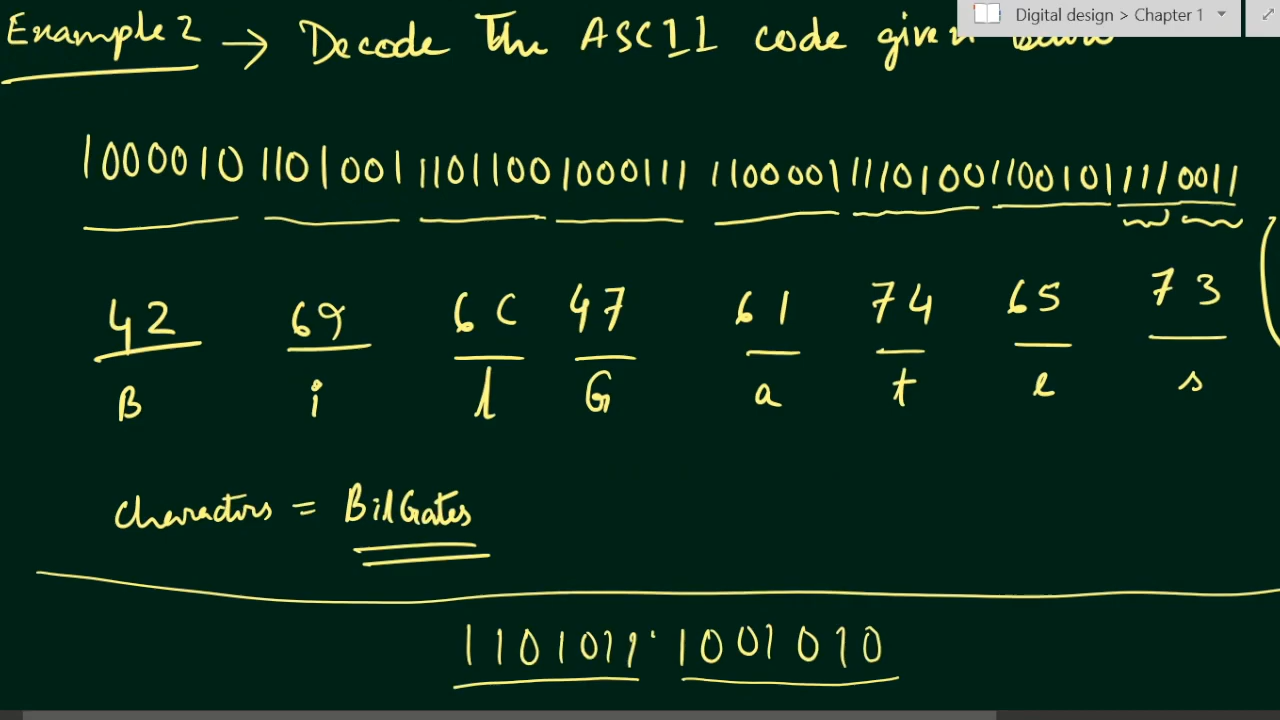 Digital design > Chapter 1
Example 2 → Decode the ASCII code given
1000010 1101001 1101100 1000111 1100001 1110100 1100101 1110011
42 69 6C 47 61 74 65 73
B i l G a t e s
Charactors = BilGates
1101011 1001010